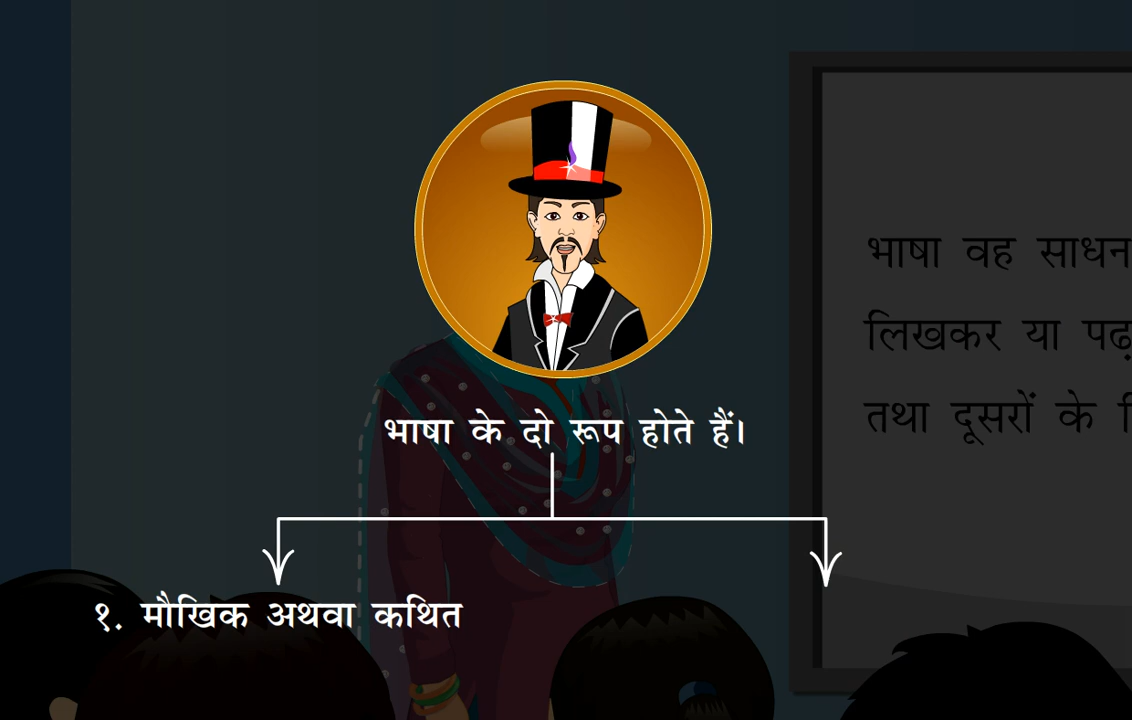 भाषा वह साधन
लिखकर या
तथा दूसरों के
भाषा के दो रूप होते हैं।
१. मौखिक अथवा कथित